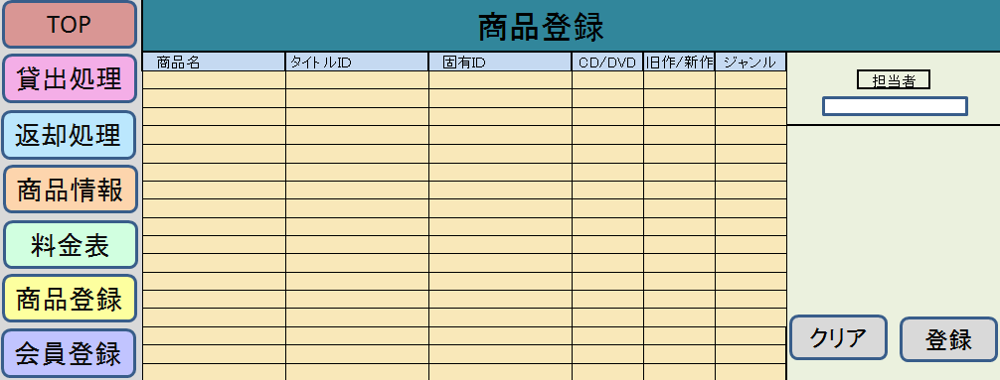 商品登録
TOP
貸出処理
返却処理
商品情報
料金表
商品登録
会員登録
商品名 タイトルID 固有ID CD/DVD 旧作/新作 ジャンル
担当者
クリア 登録